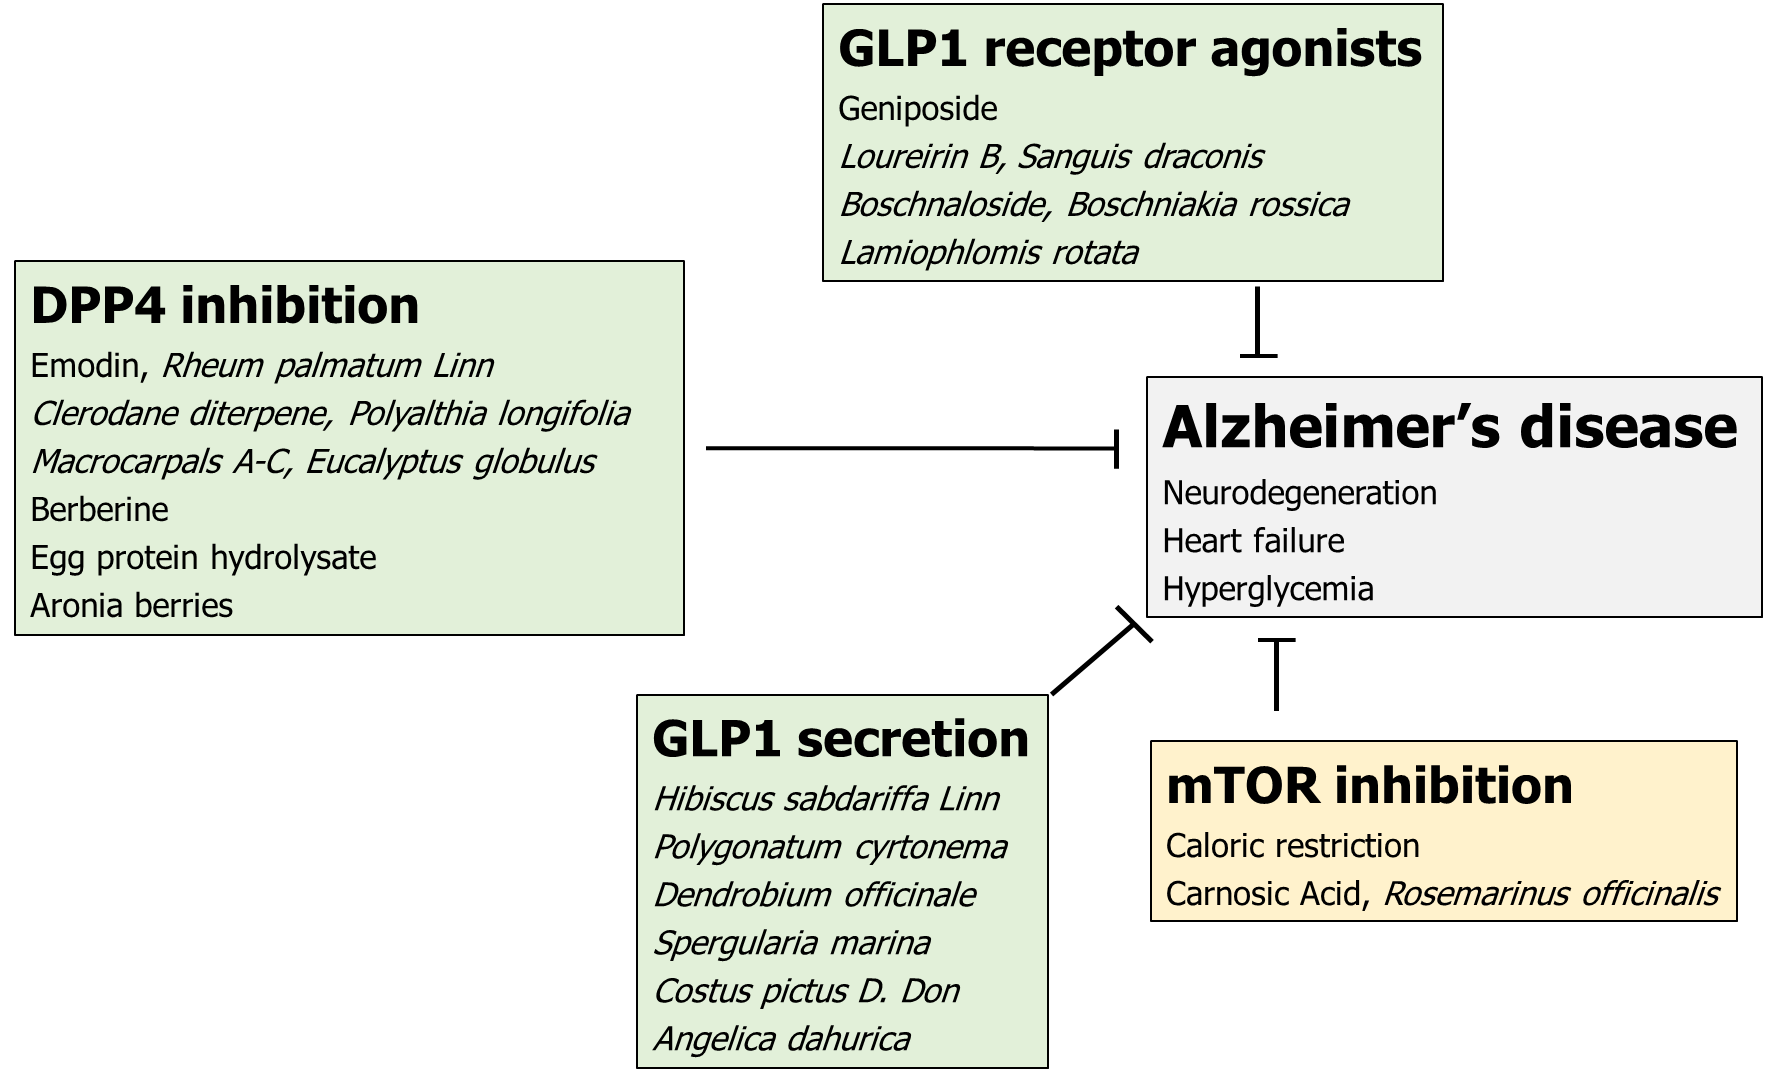 GLP1 receptor agonists
Geniposide
Loureirin B, Sanguis draconis
Boschnaloside, Boschniakia rossica
Lamiophlomis rotata
DPP4 inhibition
Emodin, Rheum palmatum Linn
Clerodane diterpene, Polyalthia longifolia
Macrocarpals A-C, Eucalyptus globulus
Berberine
Egg protein hydrolysate
Aronia berries
Alzheimer’s disease
Neurodegeneration
Heart failure
Hyperglycemia
GLP1 secretion
Hibiscus sabdariffa Linn
Polygonatum cyrtonema
Dendrobium officinale
Spergularia marina
Costus pictus D. Don
Angelica dahurica
mTOR inhibition
Caloric restriction
Carnosic Acid, Rosemarinus officinalis